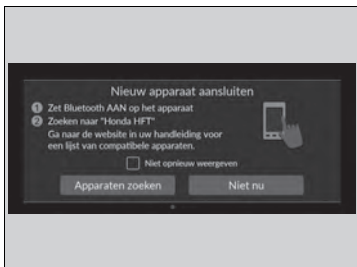 Nieuw apparaat aansluiten
1 Zet Bluetooth AAN op het apparaat
2 Zoeken naar "Honda HFT"
Ga naar de website in uw handleiding voor
een lijst van compatibele apparaten.
Niet opnieuw weergeven
Apparaten zoeken
Niet nu